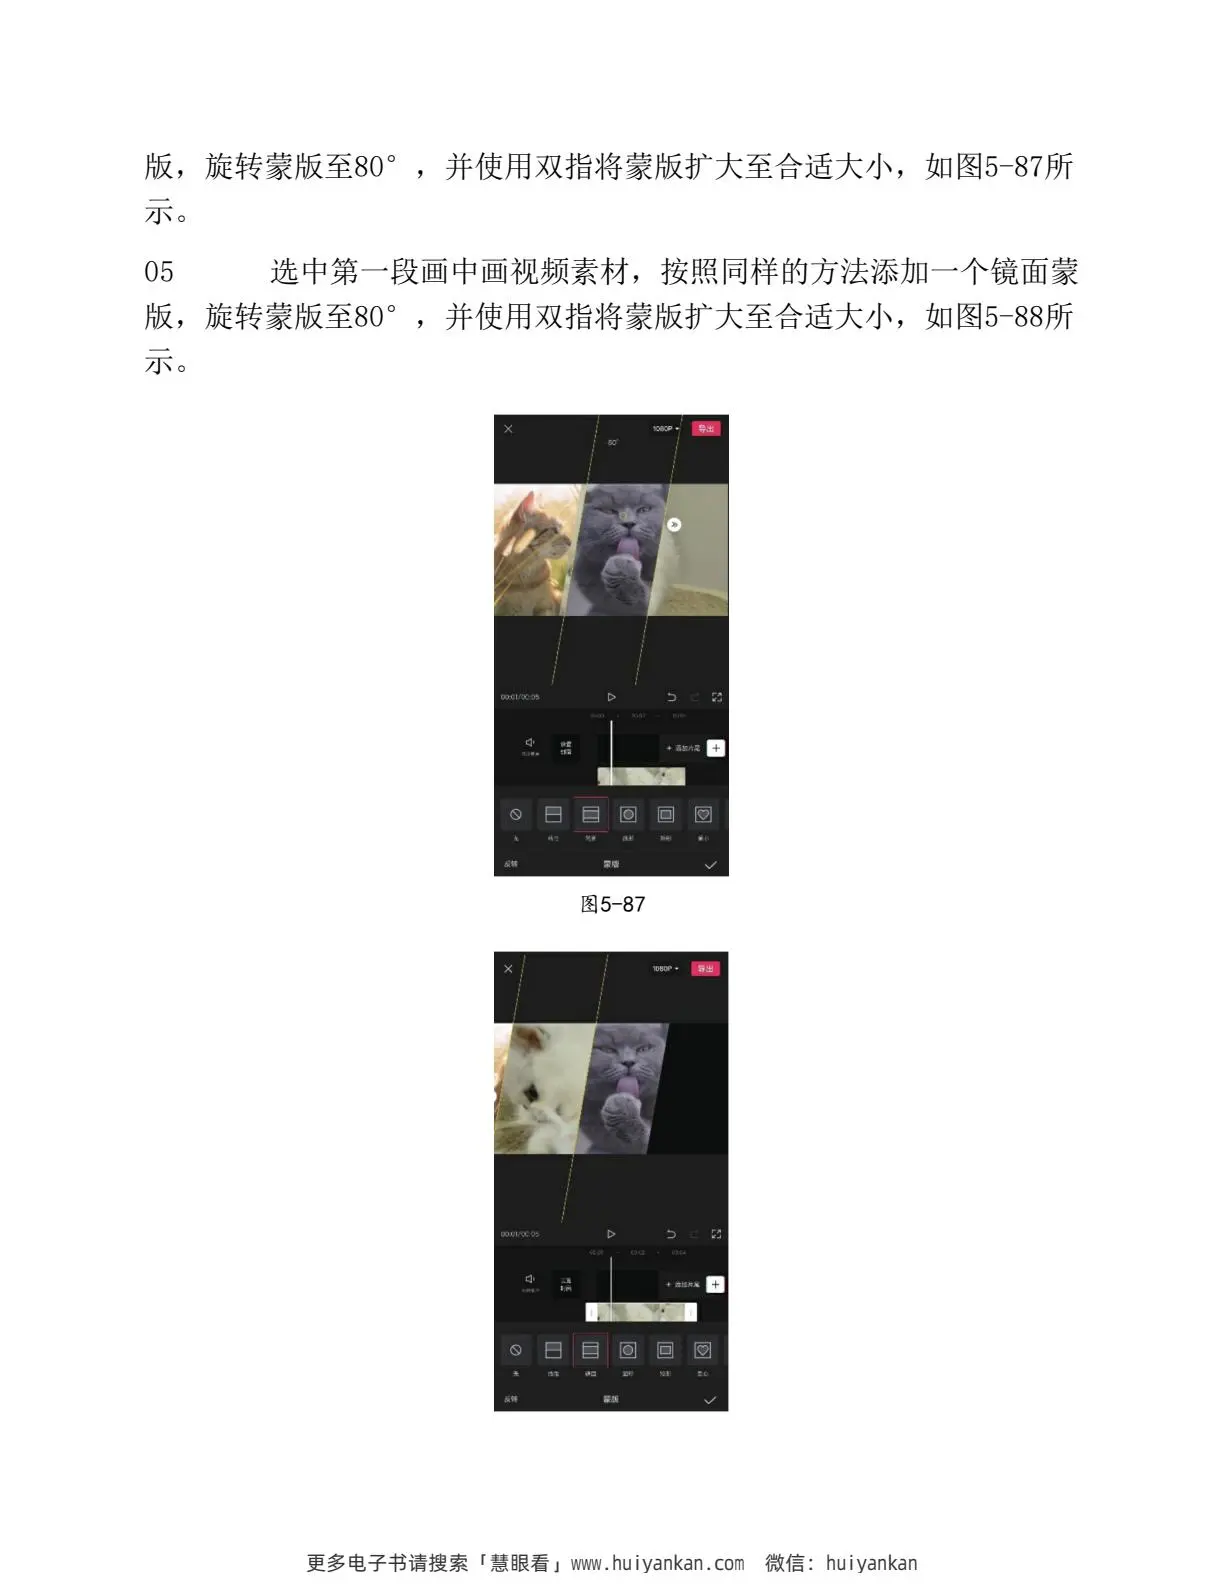 版，旋转蒙版至80°，并使用双指将蒙版扩大至合适大小，如图5-87所
示。
05 选中第一段画中画视频素材，按照同样的方法添加一个镜面蒙
版，旋转蒙版至80°，并使用双指将蒙版扩大至合适大小，如图5-88所
示。
1080P 导出
00:01/00:05
设置
+ 添加片尾
无
反转 蒙版
图5-87
1080P 导出
00:01/00:05
+ 添加片尾
无
反转 蒙版
更多电子书请搜索「慧眼看」www.huiyankan.com 微信: huiyankan